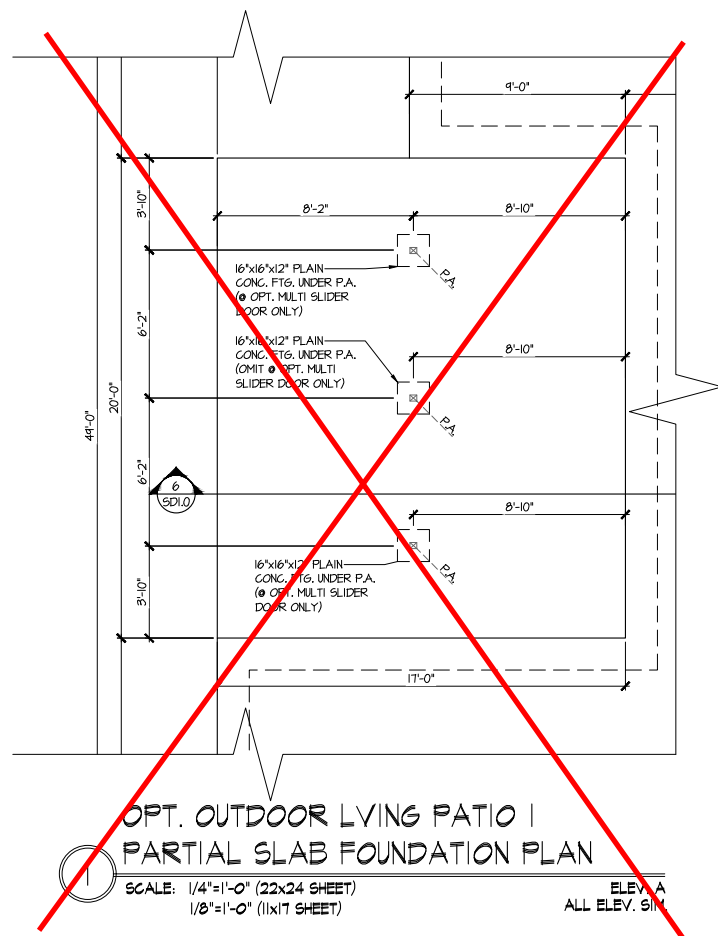 9'-0"
3'-10"
8'-2"
8'-10"
16"x16"x12" PLAIN
CONC. FTG. UNDER P.A.
(@ OPT. MULTI SLIDER
DOOR ONLY)
P.A.
6'-2"
16"x16"x12" PLAIN
CONC. FTG. UNDER P.A.
(OMIT @ OPT. MULTI
SLIDER DOOR ONLY)
8'-10"
P.A.
49'-0"
20'-0"
6'-2"
6
SD1.0
8'-10"
16"x16"x12" PLAIN
CONC. FTG. UNDER P.A.
(@ OPT. MULTI SLIDER
DOOR ONLY)
P.A.
3'-10"
17'-0"
OPT. OUTDOOR LVING PATIO 1
PARTIAL SLAB FOUNDATION PLAN
1
SCALE: 1/4"=1'-0" (22x24 SHEET)
1/8"=1'-0" (11x17 SHEET)
ELEV. A
ALL ELEV. SIM.